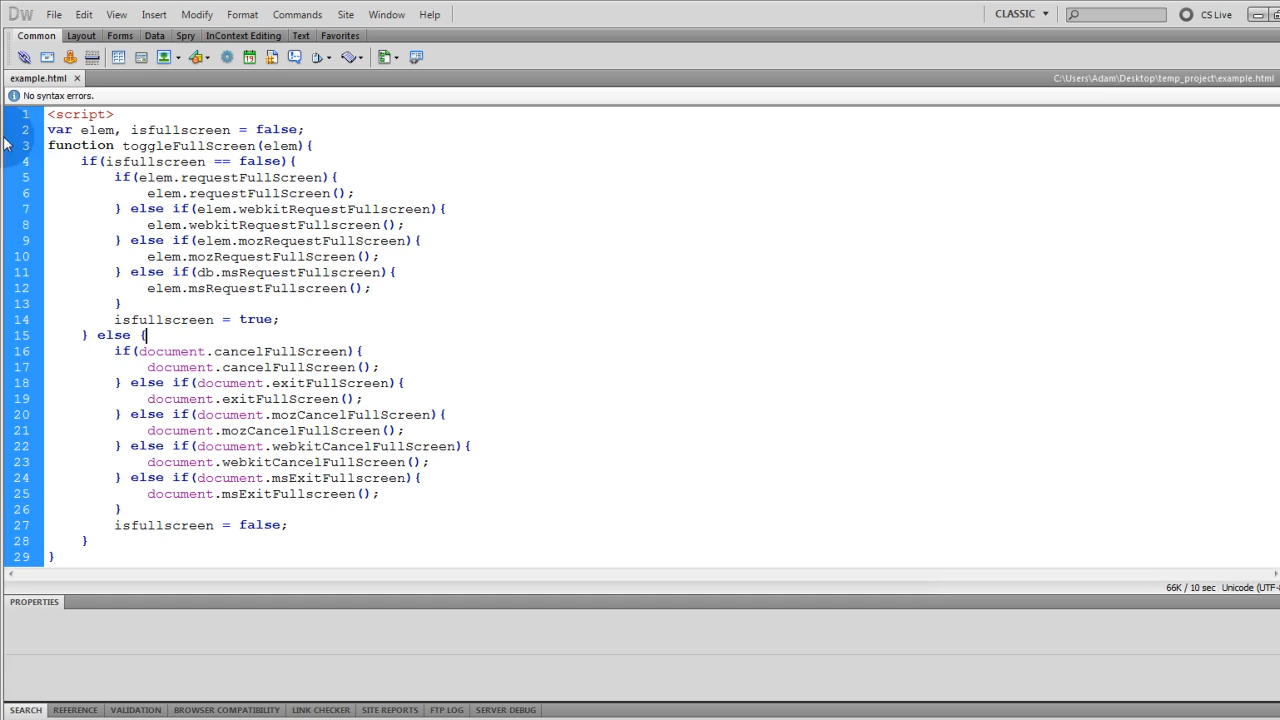 Dw File Edit View Insert Modify Format Commands Site Window Help CLASSIC CS Live
Common Layout Forms Data Spry InContext Editing Text Favorites
example.html × C:\Users\Adam\Desktop\temp_project\example.html
No syntax errors.
1 <script>
2 var elem, isfullscreen = false;
3 function toggleFullScreen(elem){
4 if(isfullscreen == false){
5 if(elem.requestFullScreen){
6 elem.requestFullScreen();
7 } else if(elem.webkitRequestFullscreen){
8 elem.webkitRequestFullscreen();
9 } else if(elem.mozRequestFullScreen){
10 elem.mozRequestFullScreen();
11 } else if(db.msRequestFullscreen){
12 elem.msRequestFullscreen();
13 }
14 isfullscreen = true;
15 } else {
16 if(document.cancelFullScreen){
17 document.cancelFullScreen();
18 } else if(document.exitFullScreen){
19 document.exitFullScreen();
20 } else if(document.mozCancelFullScreen){
21 document.mozCancelFullScreen();
22 } else if(document.webkitCancelFullScreen){
23 document.webkitCancelFullScreen();
24 } else if(document.msExitFullscreen){
25 document.msExitFullscreen();
26 }
27 isfullscreen = false;
28 }
29 }
66K / 10 sec Unicode (UTF-8
PROPERTIES
SEARCH REFERENCE VALIDATION BROWSER COMPATIBILITY LINK CHECKER SITE REPORTS FTP LOG SERVER DEBUG